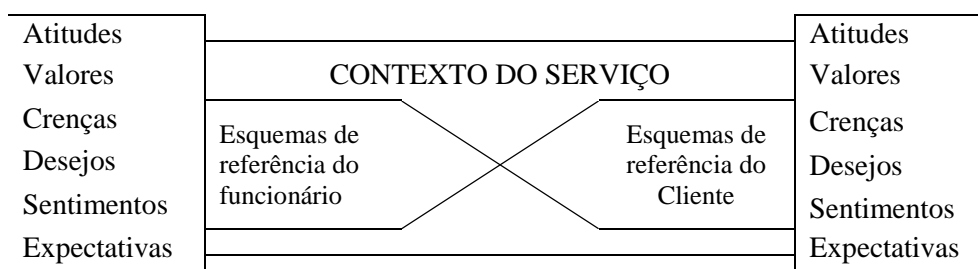 Atitudes
Valores
Crenças
Desejos
Sentimentos
Expectativas
CONTEXTO DO SERVIÇO
Esquemas de
referência do
funcionário
Esquemas de
referência do
Cliente
Atitudes
Valores
Crenças
Desejos
Sentimentos
Expectativas